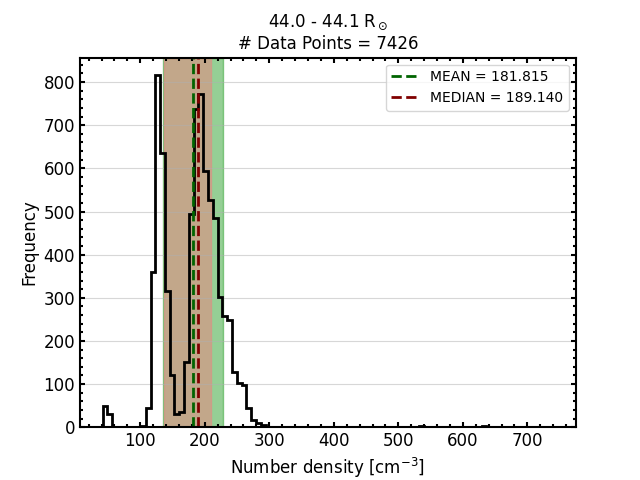 44.0 - 44.1 R⊙
# Data Points = 7426
MEAN = 181.815
MEDIAN = 189.140
Frequency
800
700
600
500
400
300
200
100
0
100 200 300 400 500 600 700
Number density [cm⁻³]